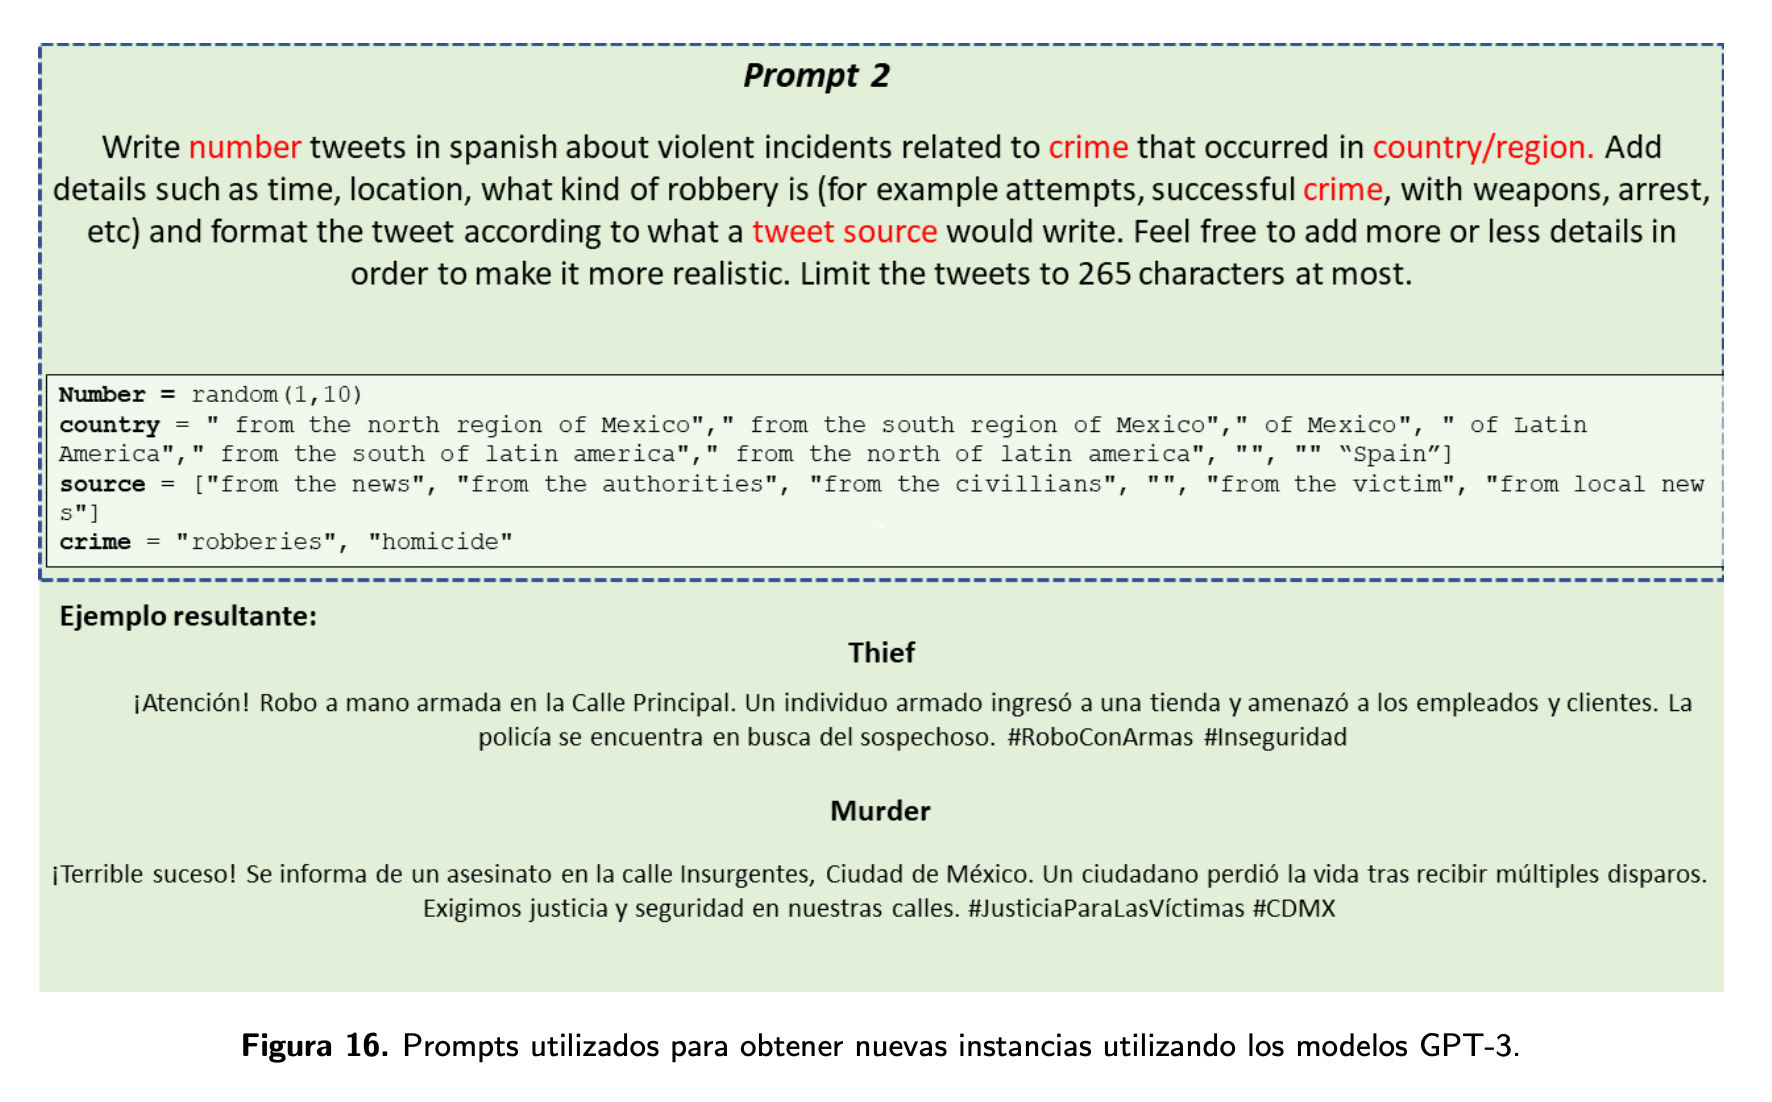 Prompt 2
Write number tweets in spanish about violent incidents related to crime that occurred in country/region. Add
details such as time, location, what kind of robbery is (for example attempts, successful crime, with weapons, arrest,
etc) and format the tweet according to what a tweet source would write. Feel free to add more or less details in
order to make it more realistic. Limit the tweets to 265 characters at most.
Number = random(1,10)
country = " from the north region of Mexico"," from the south region of Mexico"," of Mexico", " of Latin
America"," from the south of latin america"," from the north of latin america", "", "" “Spain”]
source = ["from the news", "from the authorities", "from the civillians", "", "from the victim", "from local new
s"]
crime = "robberies", "homicide"
Ejemplo resultante:
Thief
¡Atención! Robo a mano armada en la Calle Principal. Un individuo armado ingresó a una tienda y amenazó a los empleados y clientes. La
policía se encuentra en busca del sospechoso. #RoboConArmas #Inseguridad
Murder
¡Terrible suceso! Se informa de un asesinato en la calle Insurgentes, Ciudad de México. Un ciudadano perdió la vida tras recibir múltiples disparos.
Exigimos justicia y seguridad en nuestras calles. #JusticiaParaLasVíctimas #CDMX
Figura 16. Prompts utilizados para obtener nuevas instancias utilizando los modelos GPT-3.